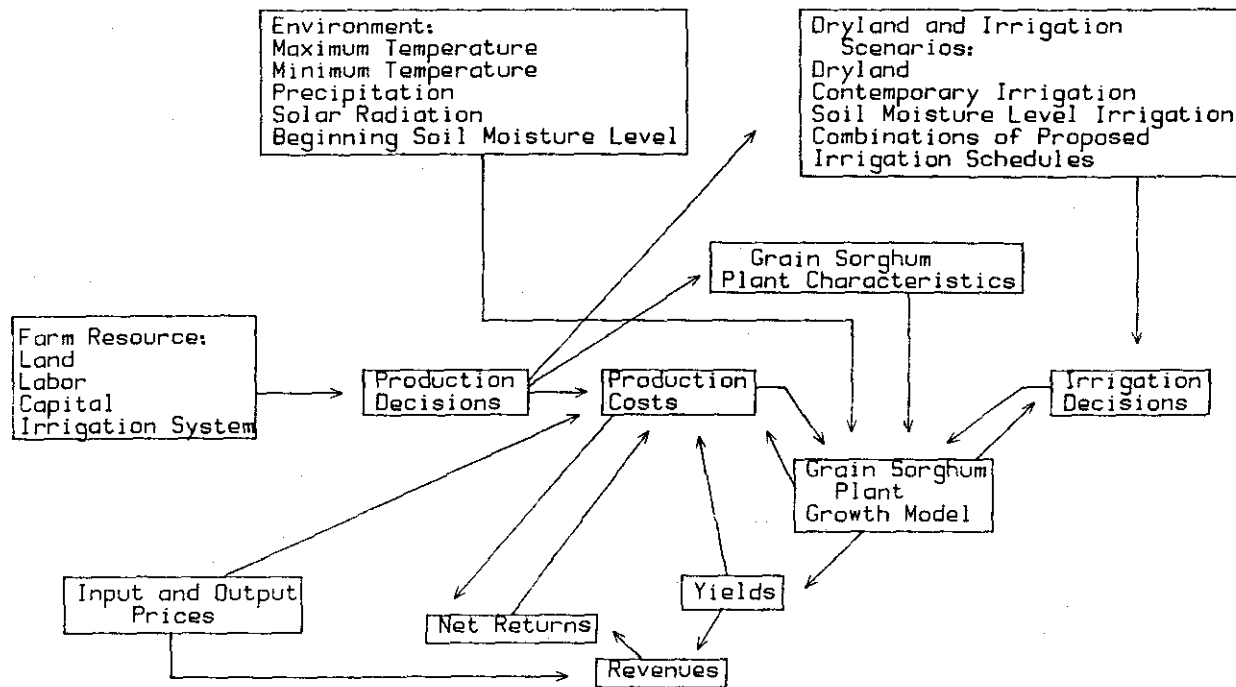 Environment:
Maximum Temperature
Minimum Temperature
Precipitation
Solar Radiation
Beginning Soil Moisture Level
Dryland and Irrigation
Scenarios:
Dryland
Contemporary Irrigation
Soil Moisture Level Irrigation
Combinations of Proposed
Irrigation Schedules
Grain Sorghum
Plant Characteristics
Farm Resource:
Land
Labor
Capital
Irrigation System
Production
Decisions
Production
Costs
Irrigation
Decisions
Grain Sorghum
Plant
Growth Model
Input and Output
Prices
Net Returns
Yields
Revenues